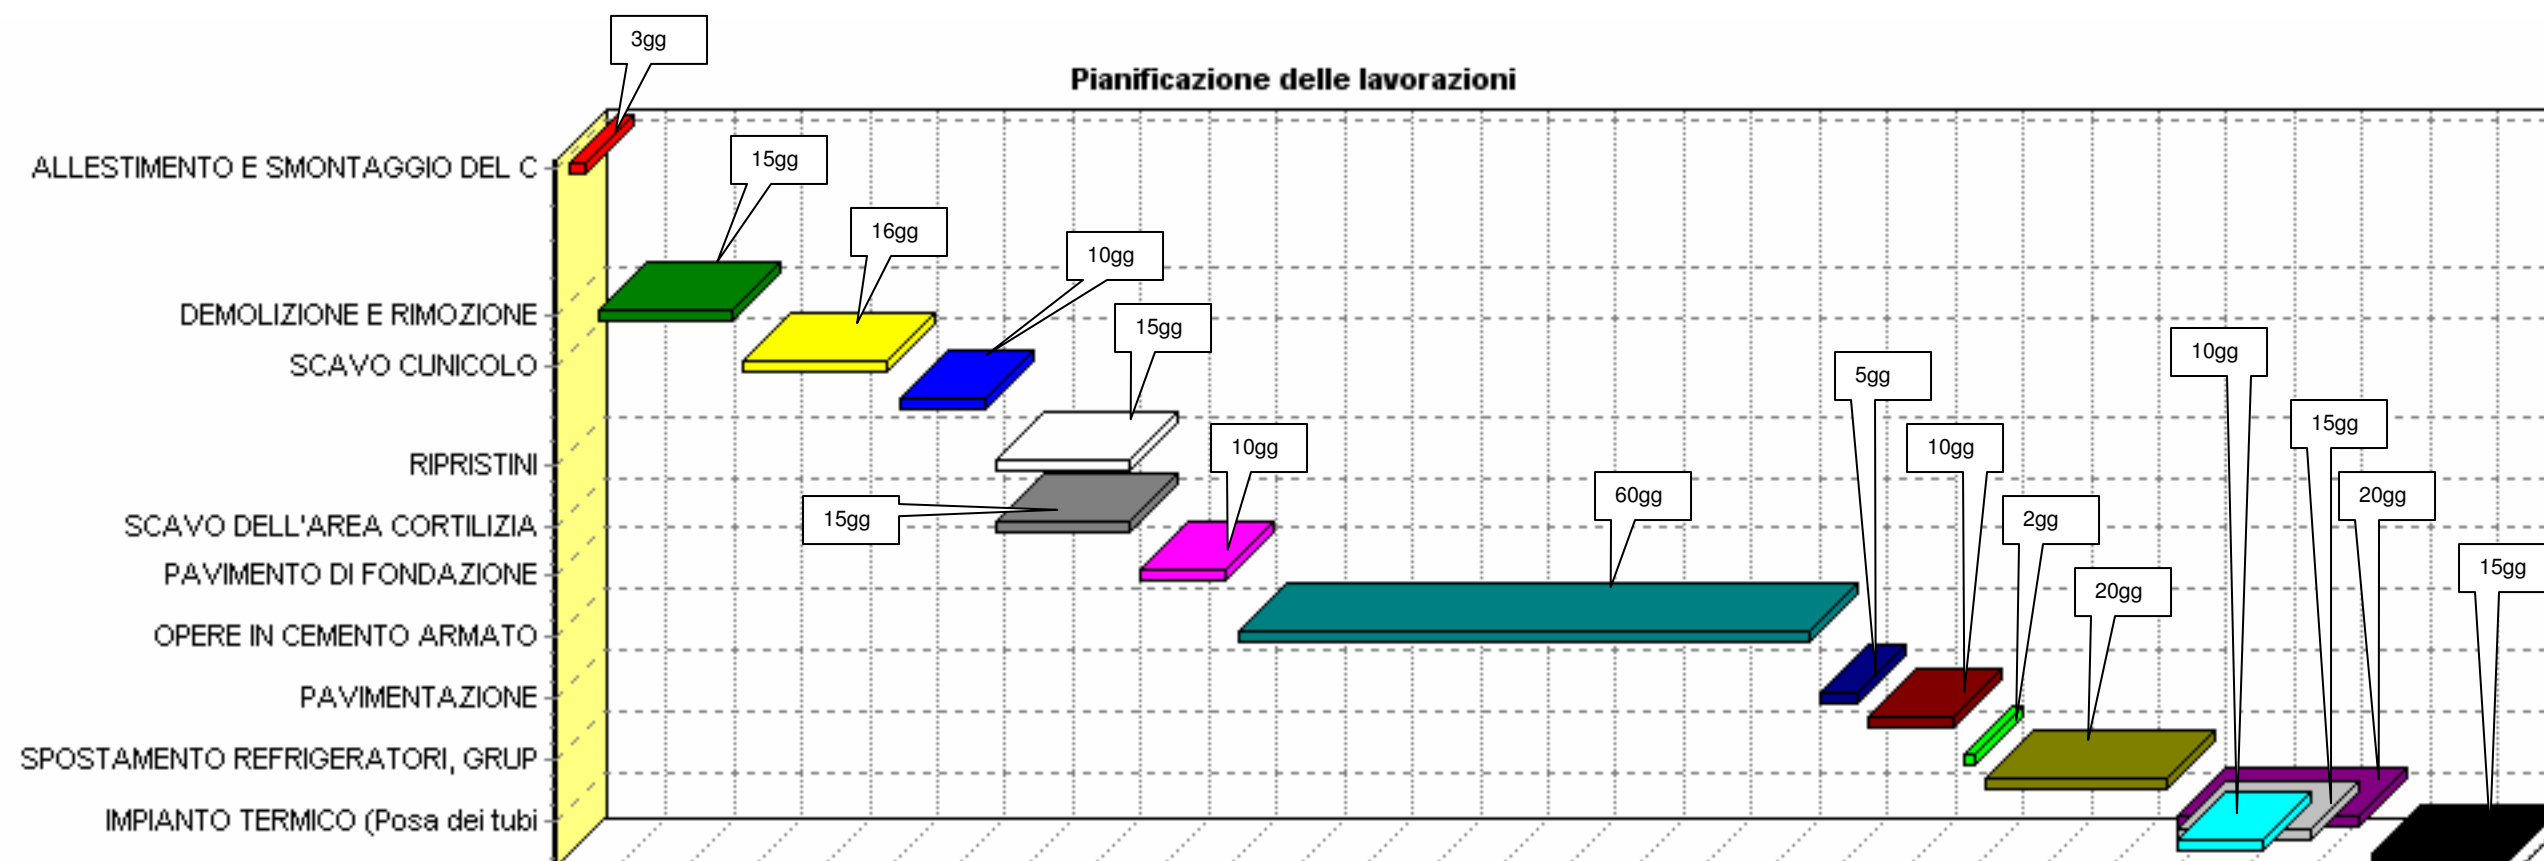 3gg
Pianificazione delle lavorazioni
ALLESTIMENTO E SMONTAGGIO DEL C
15gg
16gg
10gg
15gg
DEMOLIZIONE E RIMOZIONE
SCAVO CUNICOLO
10gg
5gg
15gg
10gg
10gg
RIPRISTINI
20gg
60gg
15gg
2gg
SCAVO DELL'AREA CORTILIZIA
15gg
PAVIMENTO DI FONDAZIONE
20gg
OPERE IN CEMENTO ARMATO
PAVIMENTAZIONE
SPOSTAMENTO REFRIGERATORI, GRUP
IMPIANTO TERMICO (Posa dei tubi